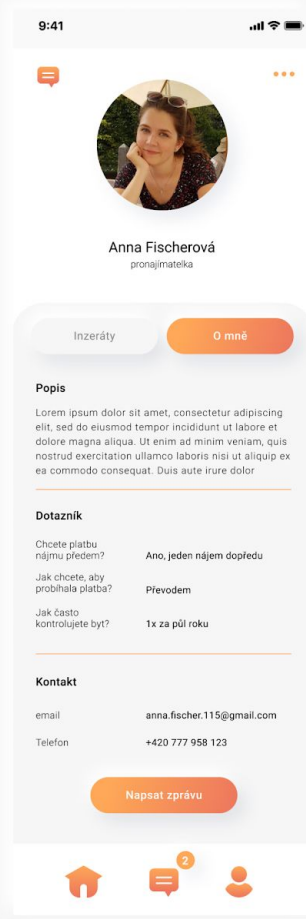 9:41
Anna Fischerová
pronajímatelka
Inzeráty
O mně
Popis
Lorem ipsum dolor sit amet, consectetur adipiscing
elit, sed do eiusmod tempor incididunt ut labore et
dolore magna aliqua. Ut enim ad minim veniam, quis
nostrud exercitation ullamco laboris nisi ut aliquip ex
ea commodo consequat. Duis aute irure dolor
Dotazník
Chcete platbu
nájmu předem?
Ano, jeden nájem dopředu
Jak chcete, aby
probíhala platba?
Převodem
Jak často
kontrolujete byt?
1x za půl roku
Kontakt
email
anna.fischer.115@gmail.com
Telefon
+420 777 958 123
Napsat zprávu
2